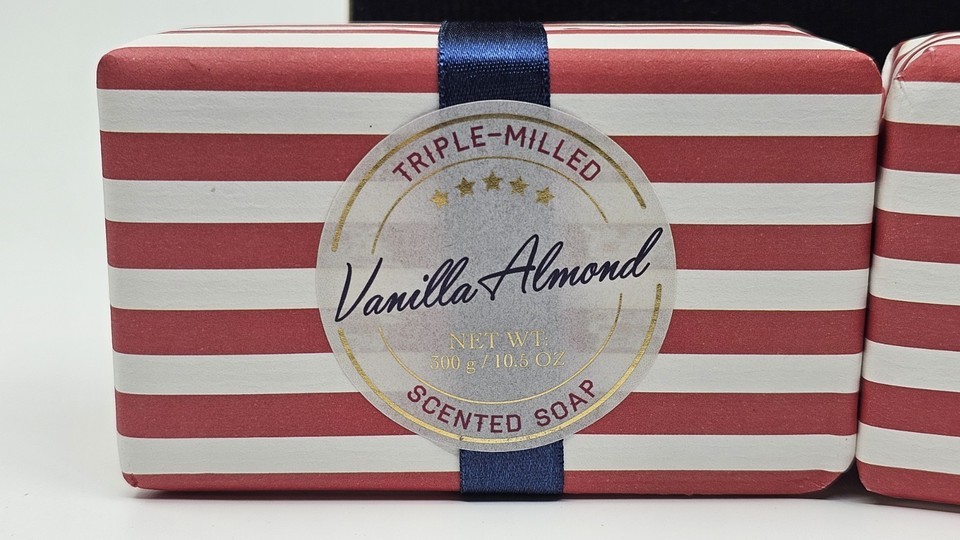 TRIPLE-MILLED
Vanilla Almond
NET WT.
300 g / 10.5 OZ
SCENTED SOAP